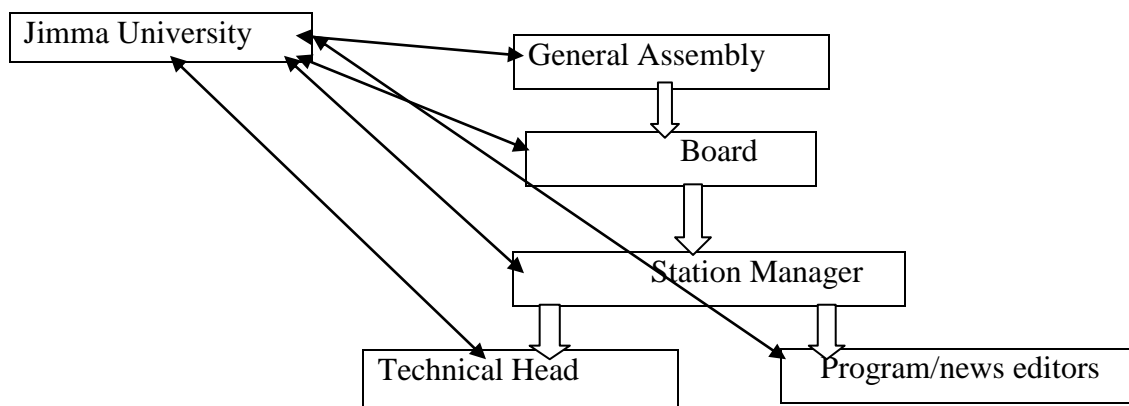 Jimma University
General Assembly
Board
Station Manager
Technical Head
Program/news editors